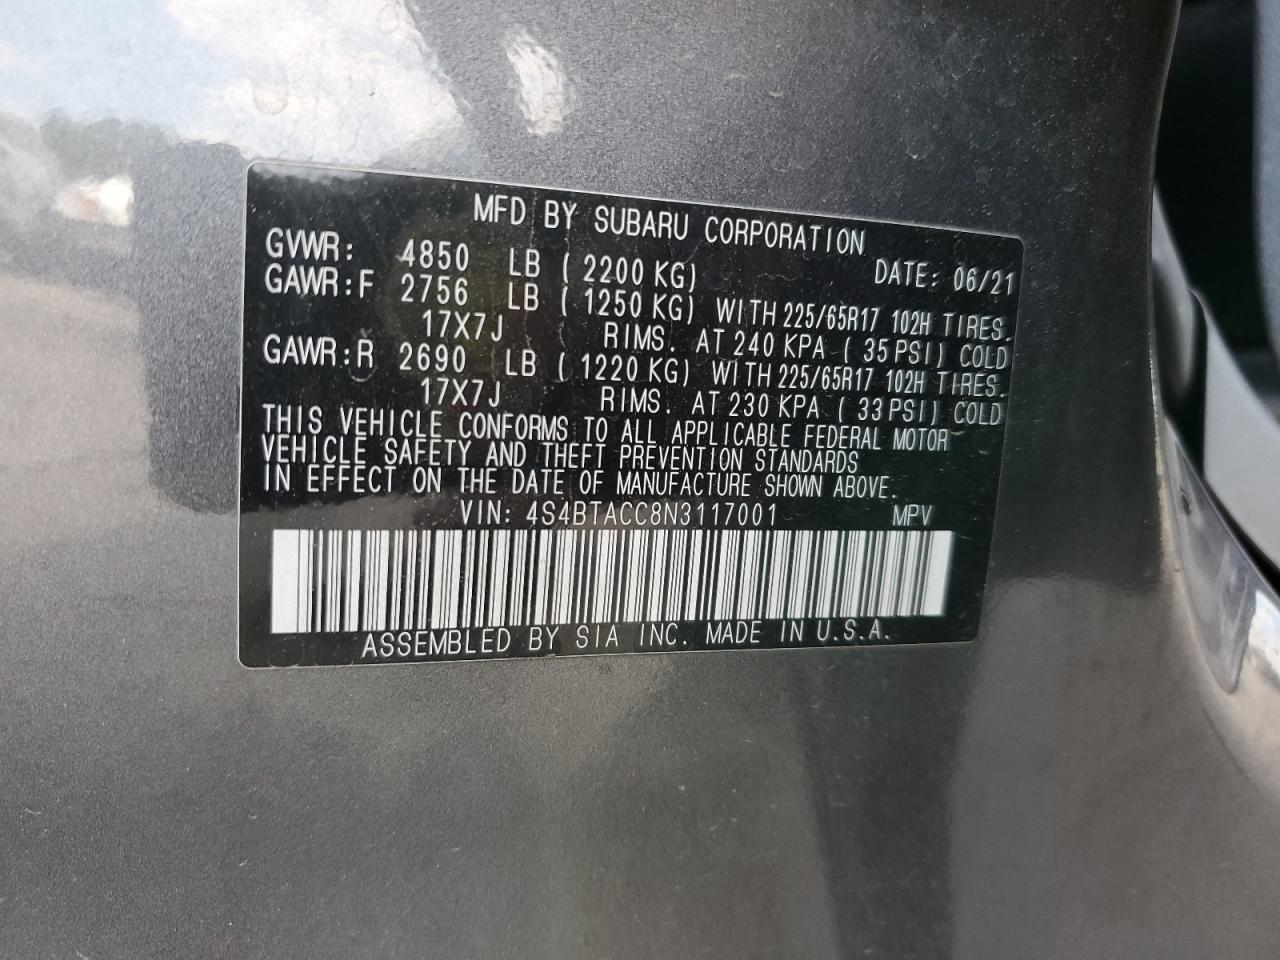 MFD BY SUBARU CORPORATION
GVWR: 4850 LB ( 2200 KG) DATE: 06/21
GAWR:F 2756 LB ( 1250 KG) WITH 225/65R17 102H TIRES.
17X7J RIMS. AT 240 KPA ( 35 PSI) COLD
GAWR:R 2690 LB ( 1220 KG) WITH 225/65R17 102H TIRES.
17X7J RIMS. AT 230 KPA ( 33 PSI) COLD
THIS VEHICLE CONFORMS TO ALL APPLICABLE FEDERAL MOTOR
VEHICLE SAFETY AND THEFT PREVENTION STANDARDS
IN EFFECT ON THE DATE OF MANUFACTURE SHOWN ABOVE.
VIN: 4S4BTACC8N3117001 MPV
ASSEMBLED BY SIA INC. MADE IN U.S.A.